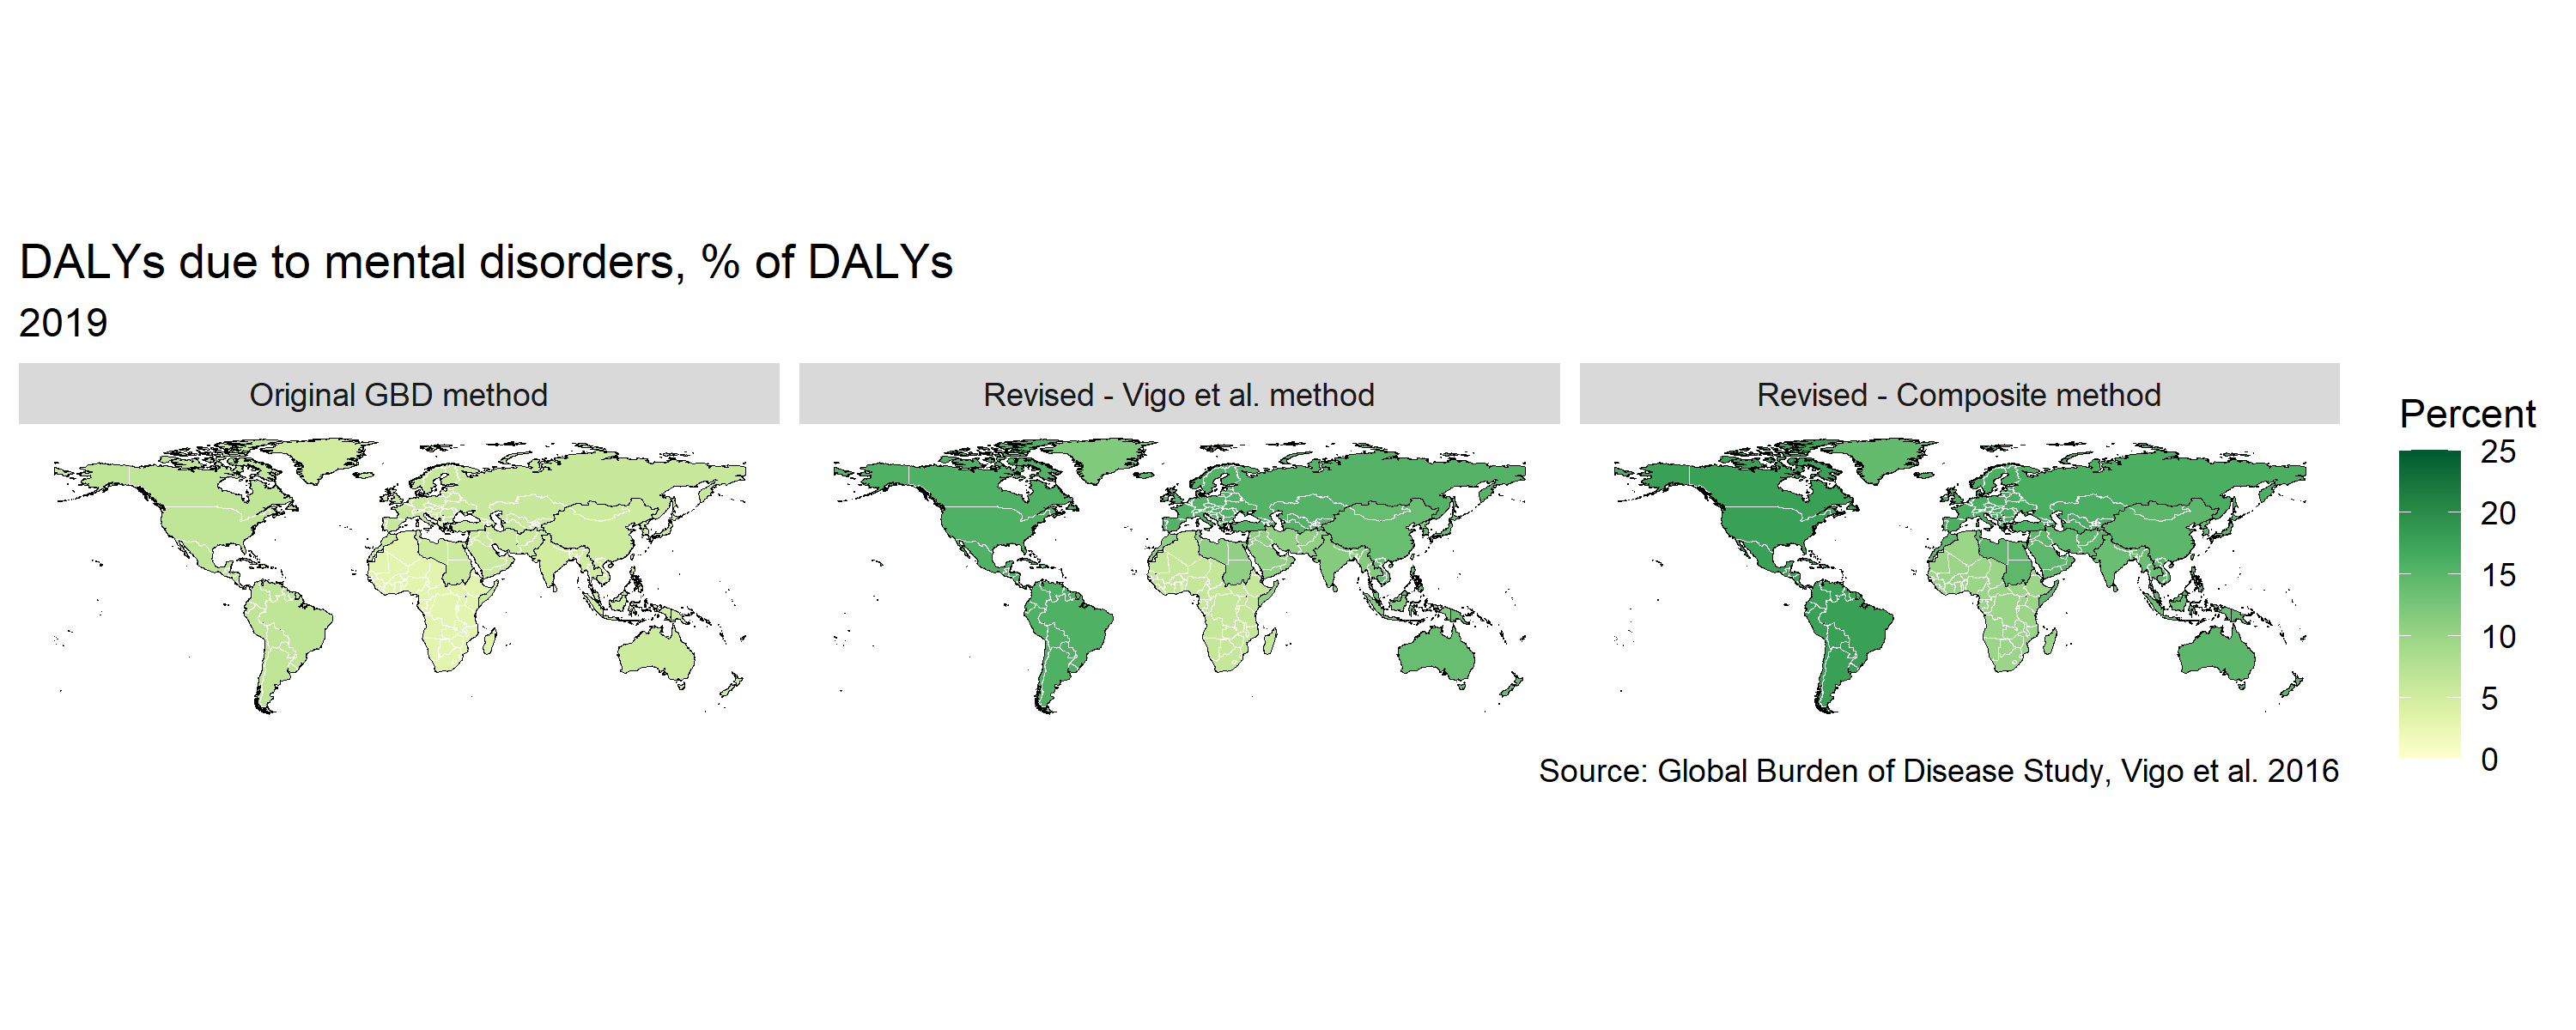 DALYs due to mental disorders, % of DALYs
2019
Original GBD method
Revised - Vigo et al. method
Revised - Composite method
Percent
25
20
15
10
5
0
Source: Global Burden of Disease Study, Vigo et al. 2016